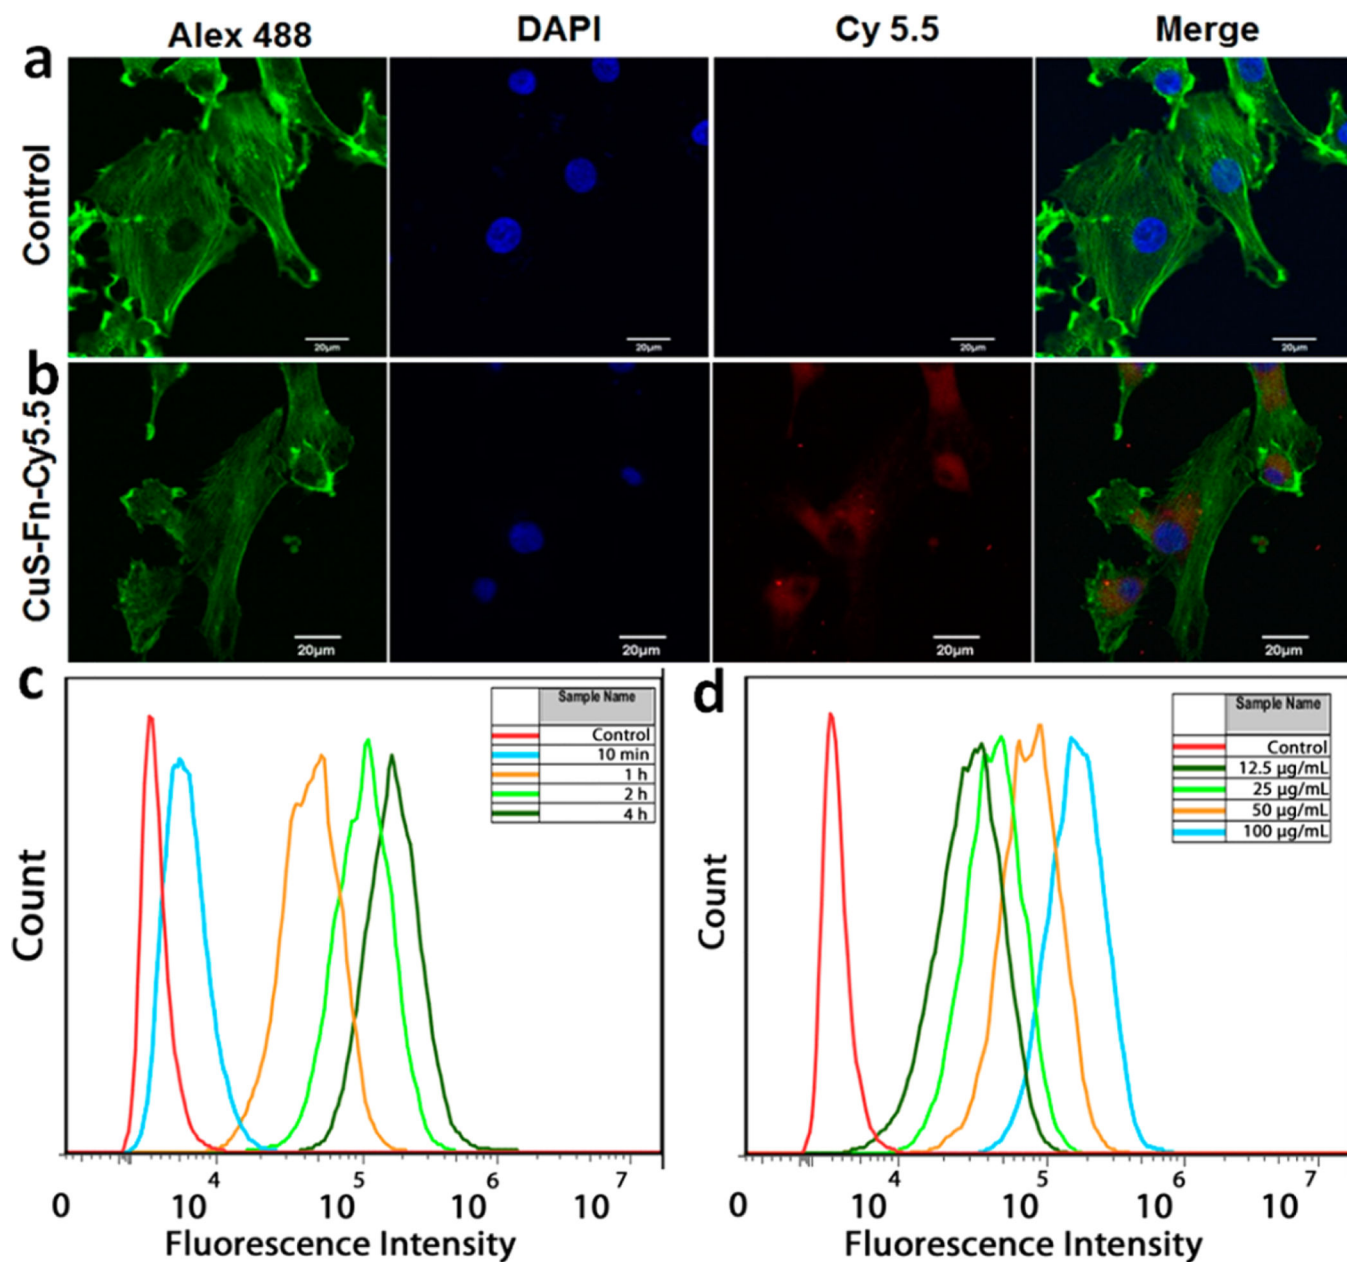 Alex 488 DAPI Cy 5.5 Merge
a
Control
20μm 20μm 20μm 20μm
b
CuS-Fn-Cy5.5
20μm 20μm 20μm 20μm
c
Sample Name
Control
10 min
1 h
2 h
4 h
Count
0 10 4 10 5 10 6 10 7
Fluorescence Intensity
d
Sample Name
Control
12.5 μg/mL
25 μg/mL
50 μg/mL
100 μg/mL
Count
0 10 4 10 5 10 6 10 7
Fluorescence Intensity